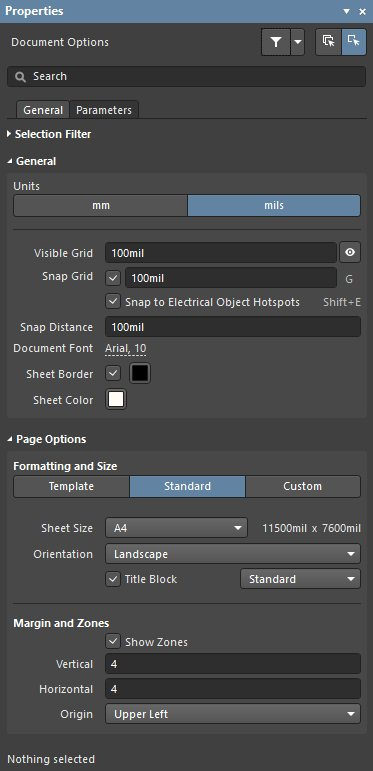 Properties
Document Options
Search
General Parameters
Selection Filter
General
Units
mm mils
Visible Grid 100mil
Snap Grid 100mil G
Snap to Electrical Object Hotspots Shift+E
Snap Distance 100mil
Document Font Arial, 10
Sheet Border
Sheet Color
Page Options
Formatting and Size
Template Standard Custom
Sheet Size A4 11500mil x 7600mil
Orientation Landscape
Title Block Standard
Margin and Zones
Show Zones
Vertical 4
Horizontal 4
Origin Upper Left
Nothing selected